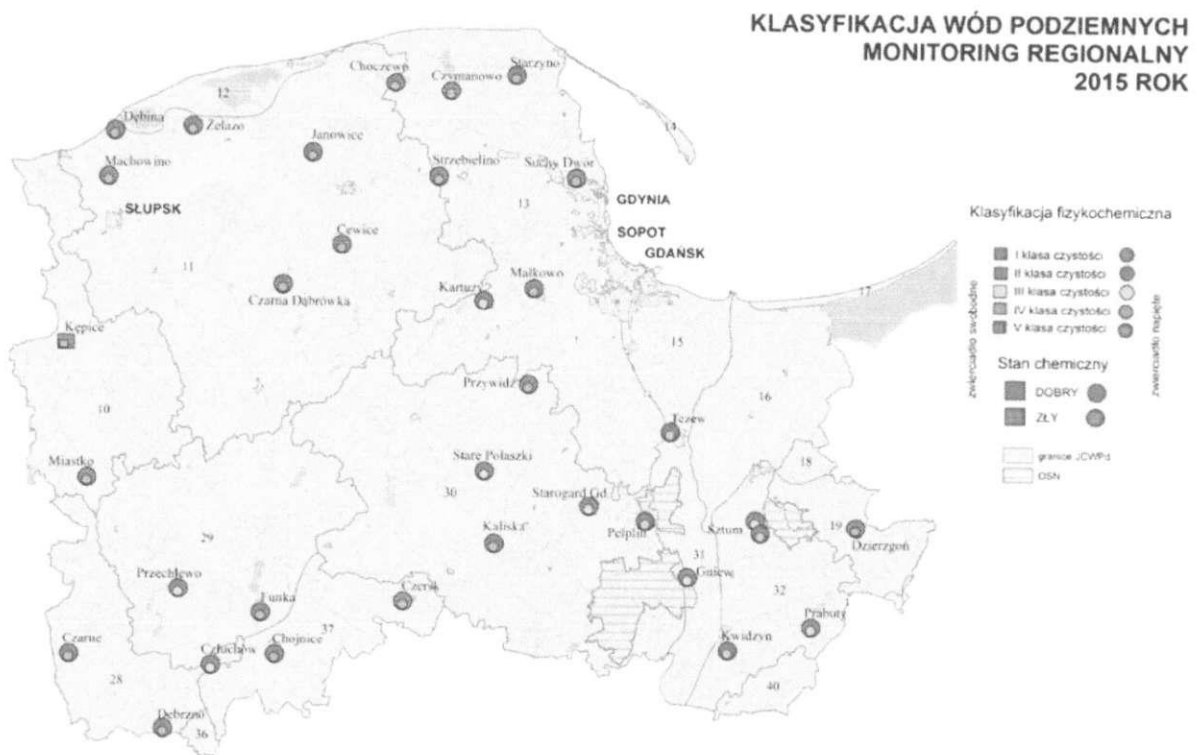 KLASYFIKACJA WÓD PODZIEMNYCH
MONITORING REGIONALNY
2015 ROK
Choczewo
Czymanowo
Starzyno
12
Dębina
Żelazo
14
Janowice
Machowino
Strzebielino
Suchy Dwór
GDYNIA
13
SŁUPSK
SOPOT
Cewice
GDAŃSK
11
Małkowo
Czarna Dąbrówka
Kartuzy
17
Kępice
15
Przywidz
16
10
Tczew
Miastko
Stare Polaszki
18
30
Starogard Gd.
Pelplin
Sztum
19
Dzierzgoń
29
Kaliska
31
Gniew
Przechlewo
32
Funka
Czersk
Prabuty
37
Czarne
Człuchów
Chojnice
Kwidzyn
28
40
Debrzno
36
Klasyfikacja fizykochemiczna
I klasa czystości
II klasa czystości
III klasa czystości
IV klasa czystości
V klasa czystości
zwierciadło swobodne
zwierciadło napięte
Stan chemiczny
DOBRY
ZŁY
granice JCWPd
OSN